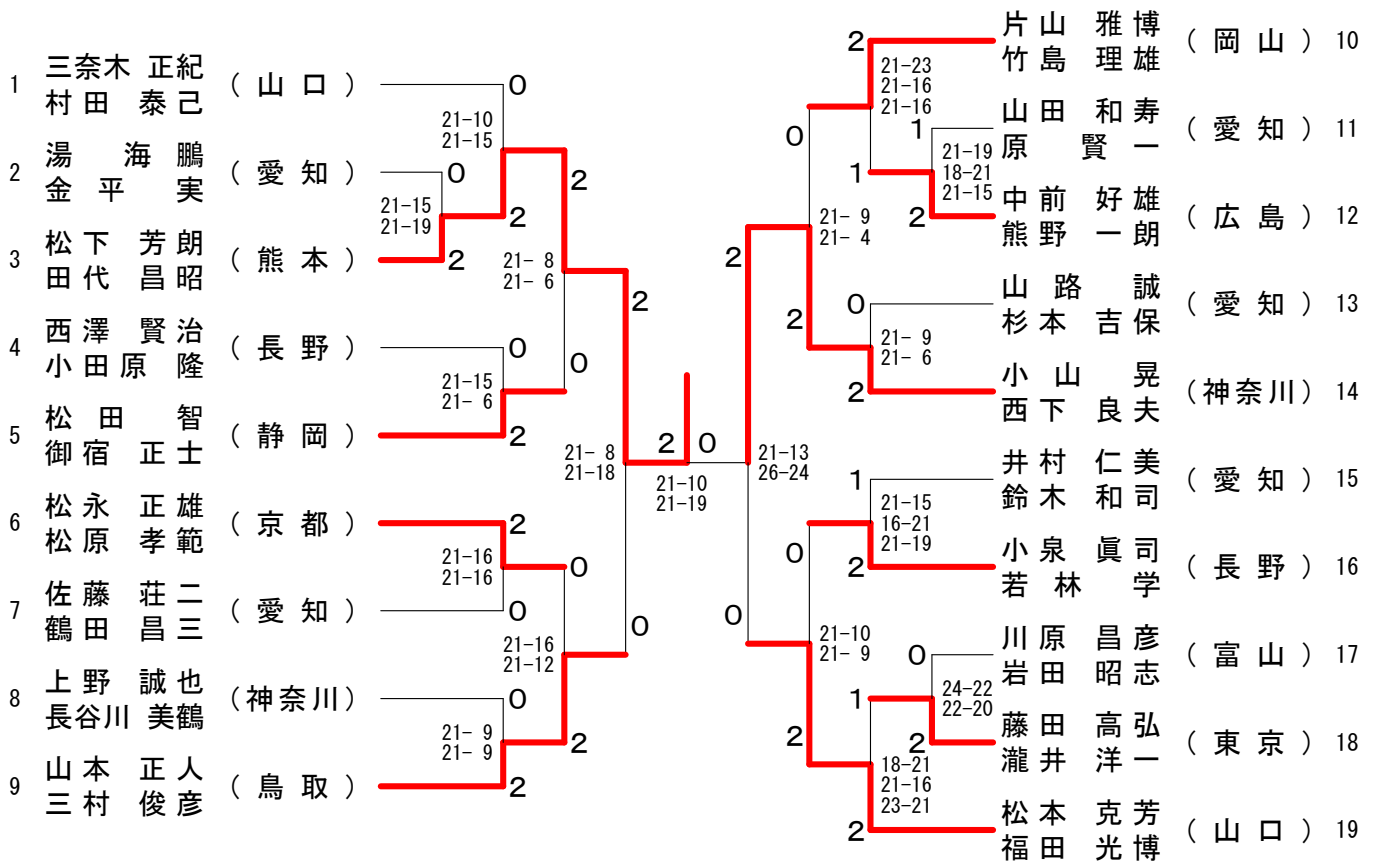 1 三奈木 正紀 村田 泰己 (山口) 0
21-10
21-15
2 湯 海鵬 金平 実 (愛知) 0
21-15
21-19
2
3 松下 芳朗 田代 昌昭 (熊本) 2
2
21- 8
21- 6
2
4 西澤 賢治 小田原 隆 (長野) 0
21-15
21- 6
0
5 松田 智 御宿 正士 (静岡) 2
21- 8
21-18
2 0
21-10
21-19
6 松永 正雄 松原 孝範 (京都) 2
21-16
21-16
0
7 佐藤 荘二 鶴田 昌三 (愛知) 0
21-16
21-12
0
8 上野 誠也 長谷川 美鶴 (神奈川) 0
21- 9
21- 9
2
9 山本 正人 三村 俊彦 (鳥取) 2
2 片山 雅博 竹島 理雄 (岡山) 10
21-23
21-16
21-16
0
1 山田 和寿 原 賢一 (愛知) 11
21-19
18-21
21-15
1
2 中前 好雄 熊野 一朗 (広島) 12
21- 9
21- 4
2
0 山路 誠 杉本 吉保 (愛知) 13
21- 9
21- 6
2
2 小山 晃 西下 良夫 (神奈川) 14
21-13
26-24
1 井村 仁美 鈴木 和司 (愛知) 15
21-15
16-21
21-19
0
2 小泉 眞司 若林 学 (長野) 16
0
21-10
21- 9
0 川原 昌彦 岩田 昭志 (富山) 17
24-22
22-20
1
2 藤田 高弘 瀧井 洋一 (東京) 18
2
18-21
21-16
23-21
2 松本 克芳 福田 光博 (山口) 19